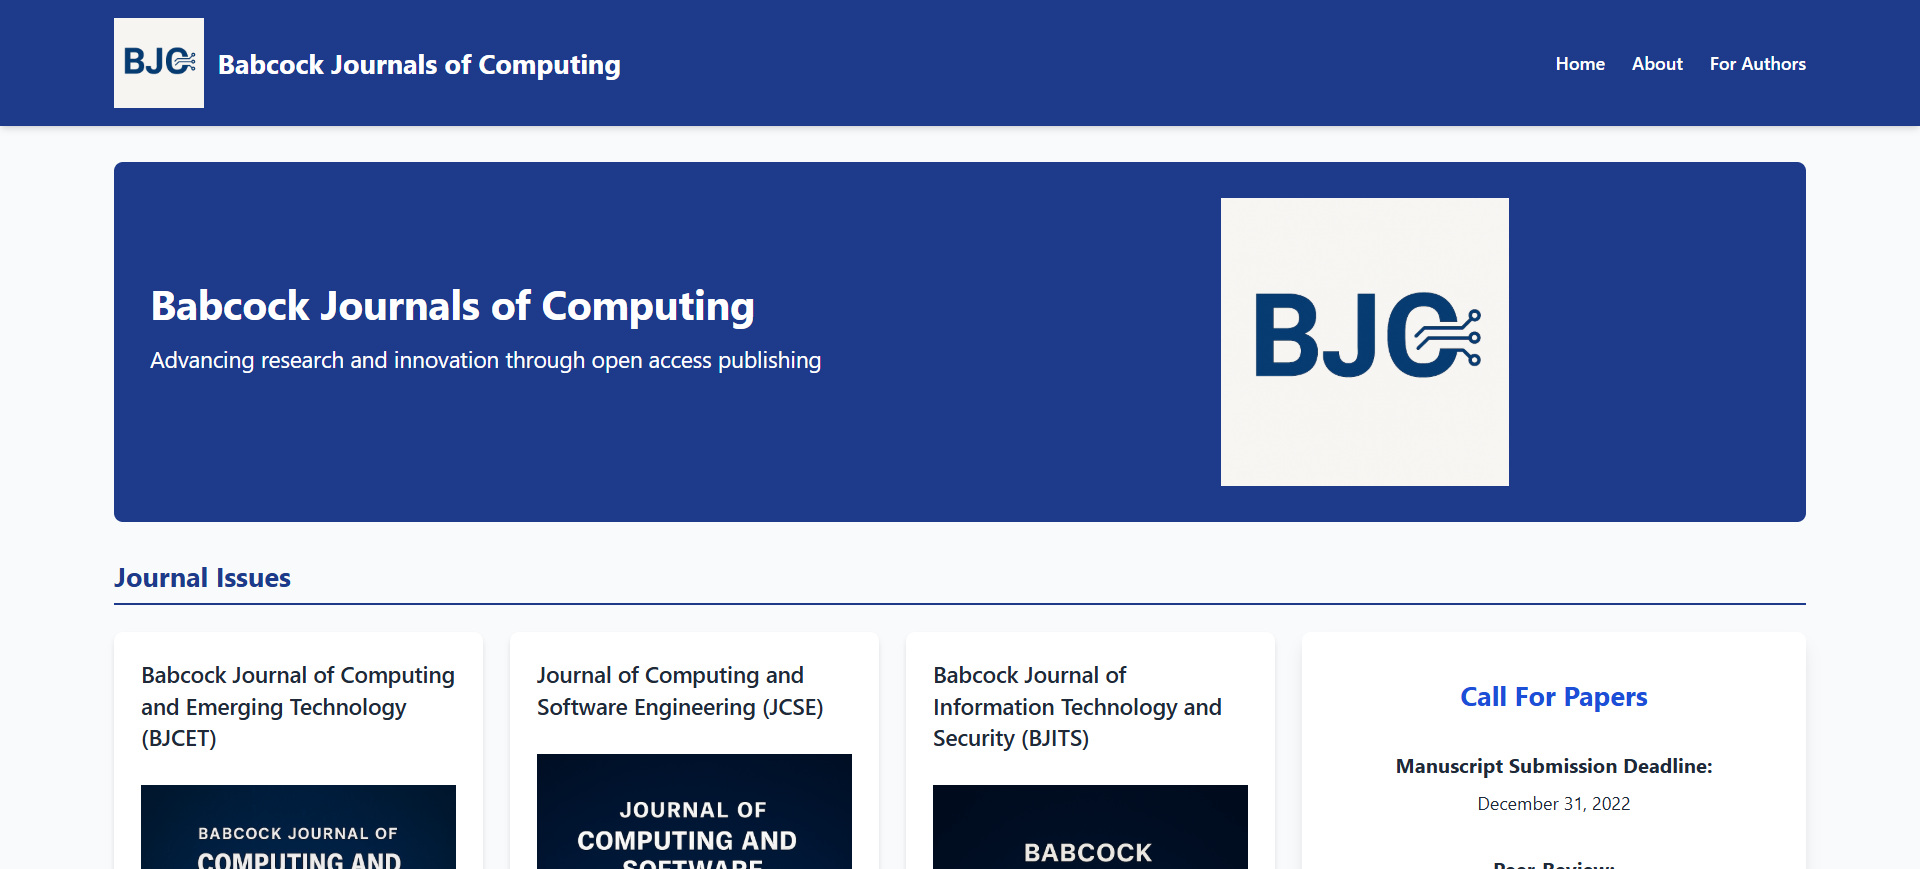 BJC
Babcock Journals of Computing
Home
About
For Authors
Babcock Journals of Computing
Advancing research and innovation through open access publishing
BJC
Journal Issues
Babcock Journal of Computing
and Emerging Technology
(BJCET)
BABCOCK JOURNAL OF
COMPUTING AND
Journal of Computing and
Software Engineering (JCSE)
JOURNAL OF
COMPUTING AND
SOFTWARE
Babcock Journal of
Information Technology and
Security (BJITS)
BABCOCK
Call For Papers
Manuscript Submission Deadline:
December 31, 2022
Peer Review: